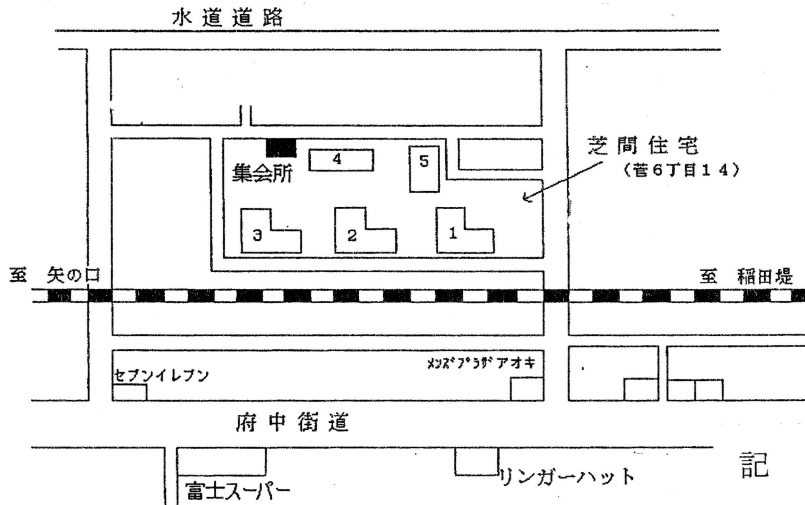 水道道路
芝間住宅
(菅6丁目14)
集会所
4
5
3
2
1
至 矢の口
至 稲田堤
セブンイレブン
メンズプラザアオキ
府中街道
富士スーパー
リンガーハット
記